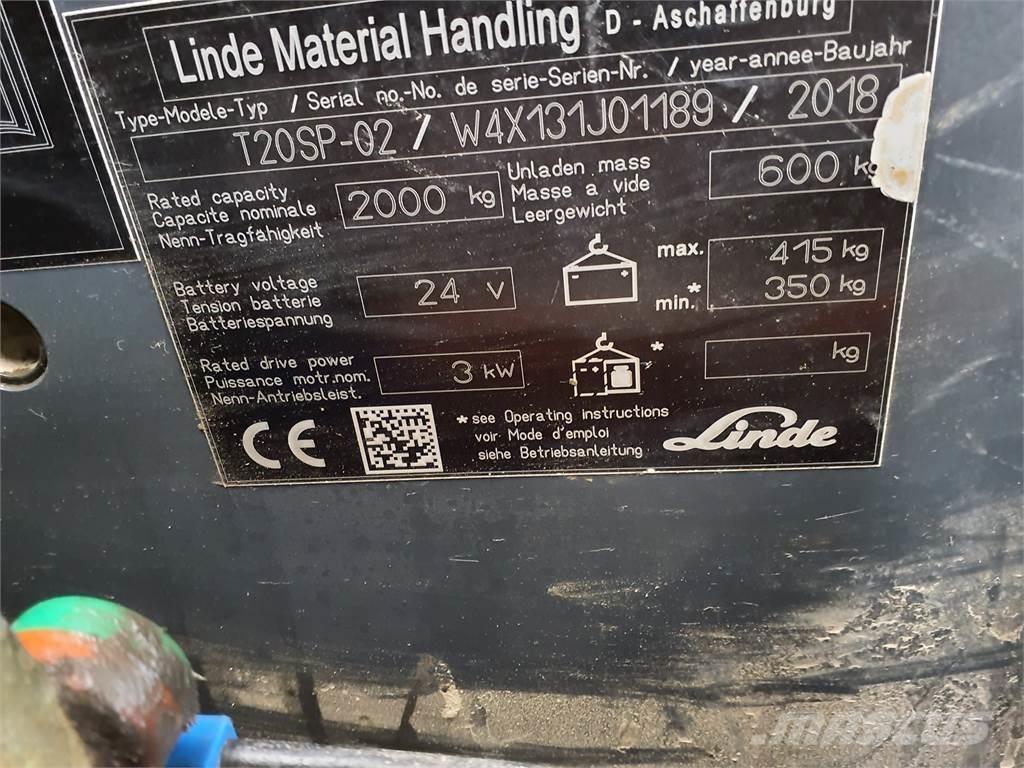 Linde Material Handling D - Aschaffenburg
Type-Modele-Typ / Serial no.-No. de serie-Serien-Nr. / year-annee-Baujahr
T20SP-02 / W4X131J01189 / 2018
Rated capacity
Capacite nominale
Nenn-Tragfähigkeit
2000 kg
Unladen mass
Masse a vide
Leergewicht
600 kg
Battery voltage
Tension batterie
Batteriespannung
24 V
max. 415 kg
min.* 350 kg
Rated drive power
Puissance motr.nom.
Nenn-Antriebsleist.
3 kW
* kg
CE
* see Operating instructions
voir Mode d'emploi
siehe Betriebsanleitung
Linde
MASCUS